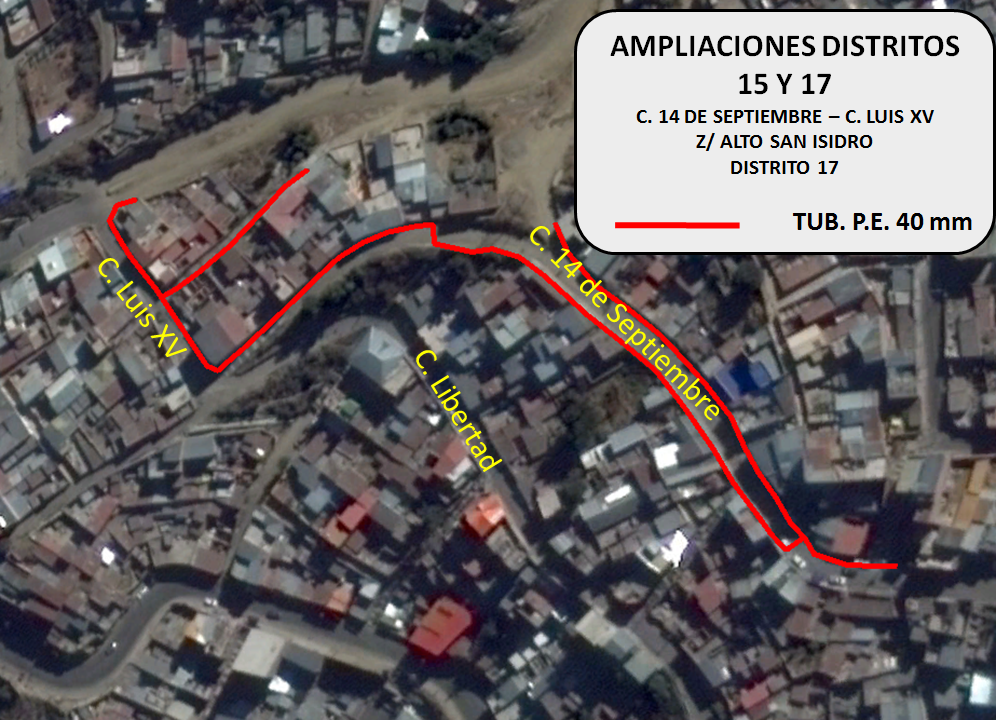 AMPLIACIONES DISTRITOS
15 Y 17
C. 14 DE SEPTIEMBRE – C. LUIS XV
Z/ ALTO SAN ISIDRO
DISTRITO 17
TUB. P.E. 40 mm
C. 14 de Septiembre
C. Luis XV
C. Libertad